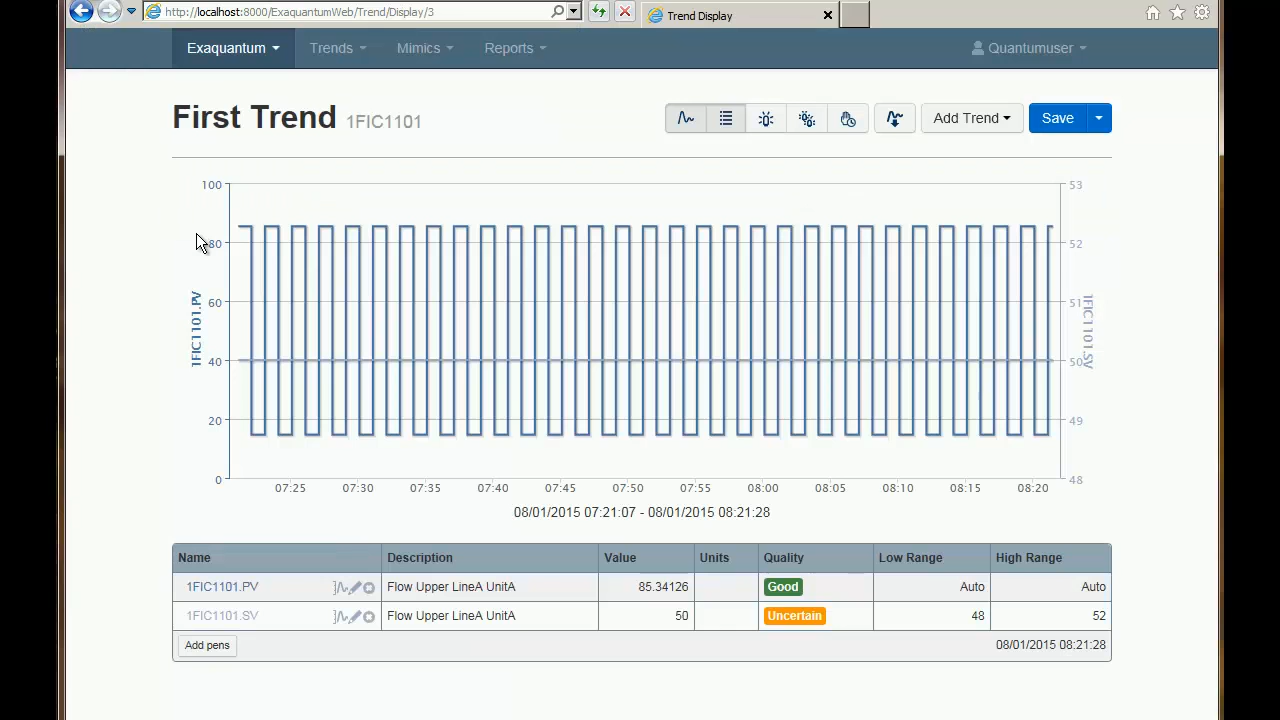 http://localhost:8000/ExaquantumWeb/Trend/Display/3
Trend Display
Exaquantum
Trends
Mimics
Reports
Quantumuser
First Trend 1FIC1101
Add Trend
Save
100
80
60
40
20
0
1FIC1101.PV
53
52
51
50
49
48
1FIC1101.SV
07:25 07:30 07:35 07:40 07:45 07:50 07:55 08:00 08:05 08:10 08:15 08:20
08/01/2015 07:21:07 - 08/01/2015 08:21:28
Name Description Value Units Quality Low Range High Range
1FIC1101.PV Flow Upper LineA UnitA 85.34126 Good Auto Auto
1FIC1101.SV Flow Upper LineA UnitA 50 Uncertain 48 52
Add pens 08/01/2015 08:21:28